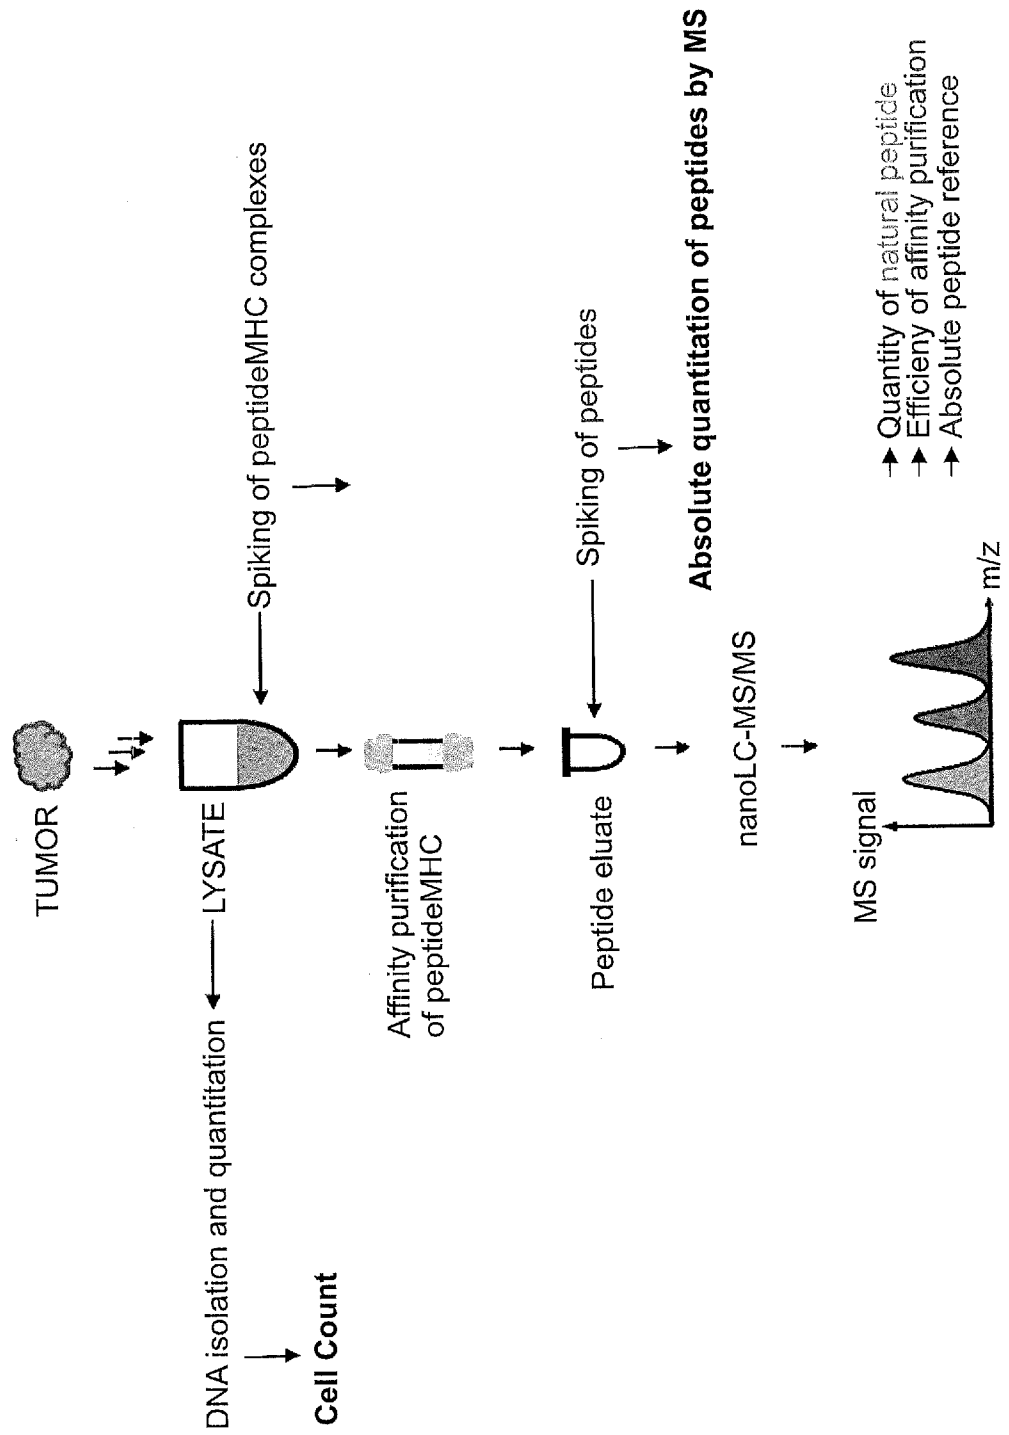 TUMOR
DNA isolation and quantitation
LYSATE
Spiking of peptideMHC complexes
Cell Count
Affinity purification
of peptideMHC
Peptide eluate
Spiking of peptides
Absolute quantitation of peptides by MS
nanoLC-MS/MS
MS signal
m/z
Quantity of natural peptide
Efficieny of affinity purification
Absolute peptide reference